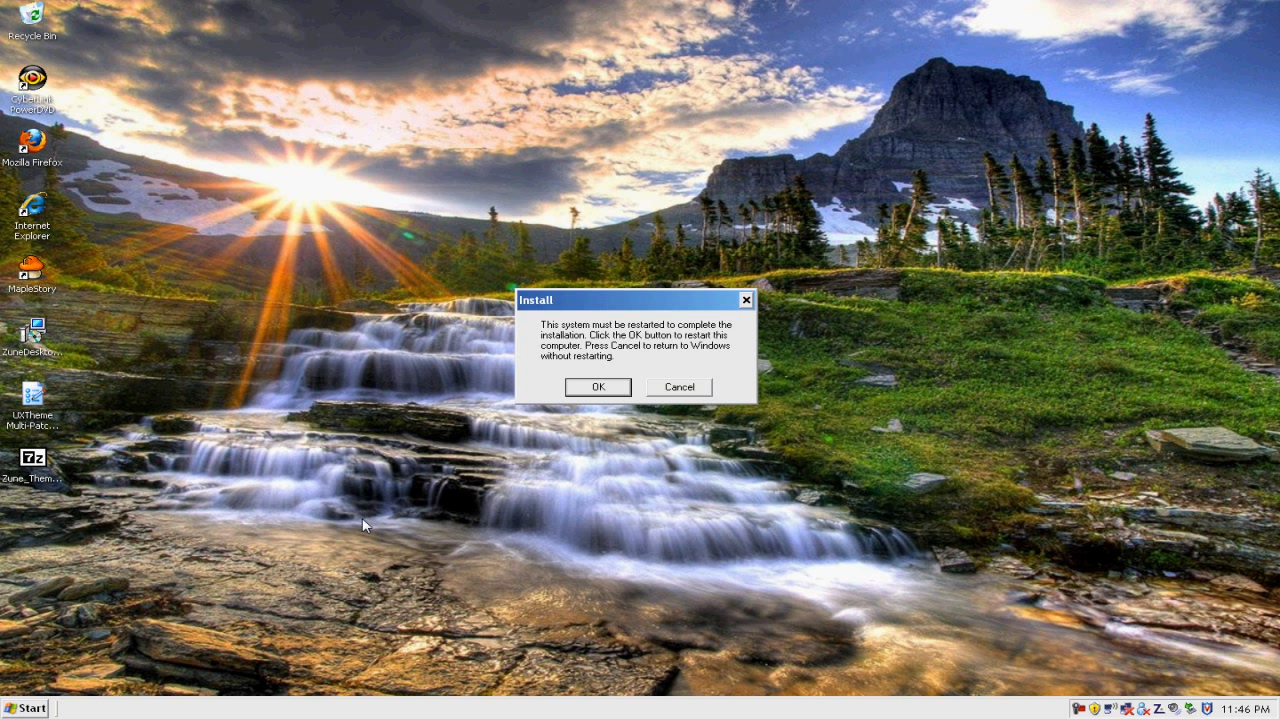 Recycle Bin
CyberLink
PowerDVD
Mozilla Firefox
Internet
Explorer
MapleStory
ZuneDeskto...
UXTheme
Multi-Patc...
7z
Zune_Them...
Install
This system must be restarted to complete the
installation. Click the OK button to restart this
computer. Press Cancel to return to Windows
without restarting.
OK Cancel
Start
11:46 PM